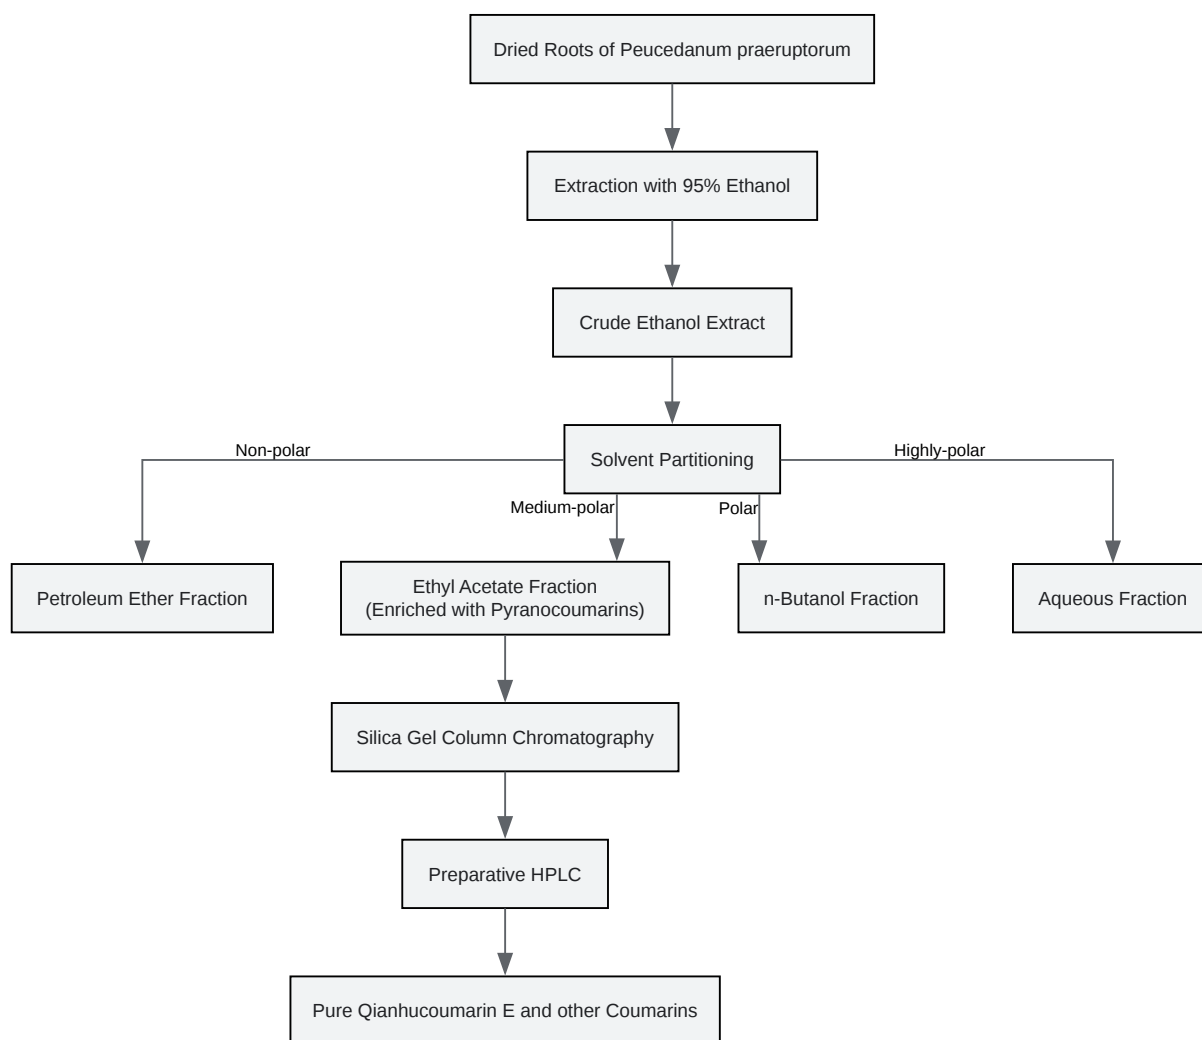 Dried Roots of Peucedanum praeruptorum
Extraction with 95% Ethanol
Crude Ethanol Extract
Non-polar
Solvent Partitioning
Highly-polar
Medium-polar
Polar
Petroleum Ether Fraction
Ethyl Acetate Fraction
(Enriched with Pyranocoumarins)
n-Butanol Fraction
Aqueous Fraction
Silica Gel Column Chromatography
Preparative HPLC
Pure Qianhucoumarin E and other Coumarins